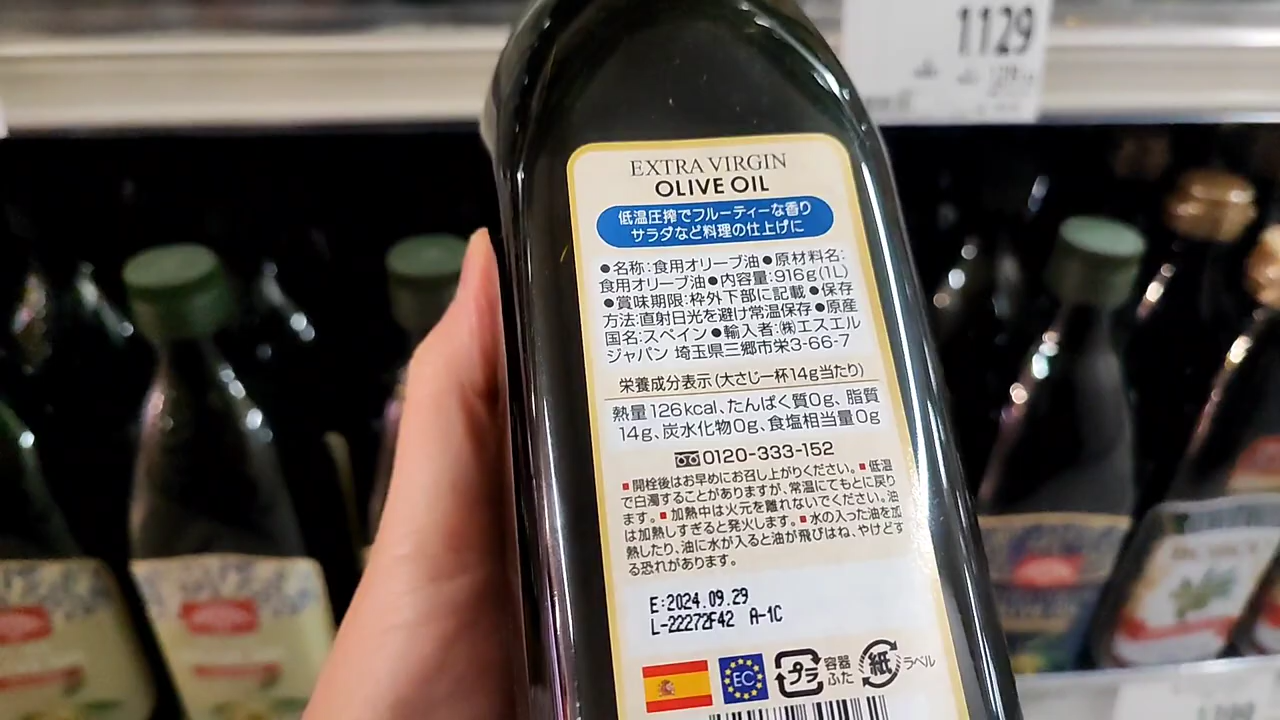 1129
EXTRA VIRGIN
OLIVE OIL
低温圧搾でフルーティーな香り
サラダなど料理の仕上げに
●名称:食用オリーブ油●原材料名:
食用オリーブ油●内容量:916g(1L)
●賞味期限:枠外下部に記載●保存
方法:直射日光を避け常温保存●原産
国名:スペイン●輸入者:㈱エスエル
ジャパン 埼玉県三郷市栄3-66-7
栄養成分表示(大さじ一杯14g当たり)
熱量126kcal、たんぱく質0g、脂質
14g、炭水化物0g、食塩相当量0g
0120-333-152
■開栓後はお早めにお召し上がりください。■低温
で白濁することがありますが、常温にてもとに戻り
ます。■加熱中は火元を離れないでください。油
は加熱しすぎると発火します。■水の入った油を加
熱したり、油に水が入ると油が飛びはね、やけどす
る恐れがあります。
E:2024.09.29
L-22272F42 A-1C
EC
プラ
容器
ふた
紙
ラベル